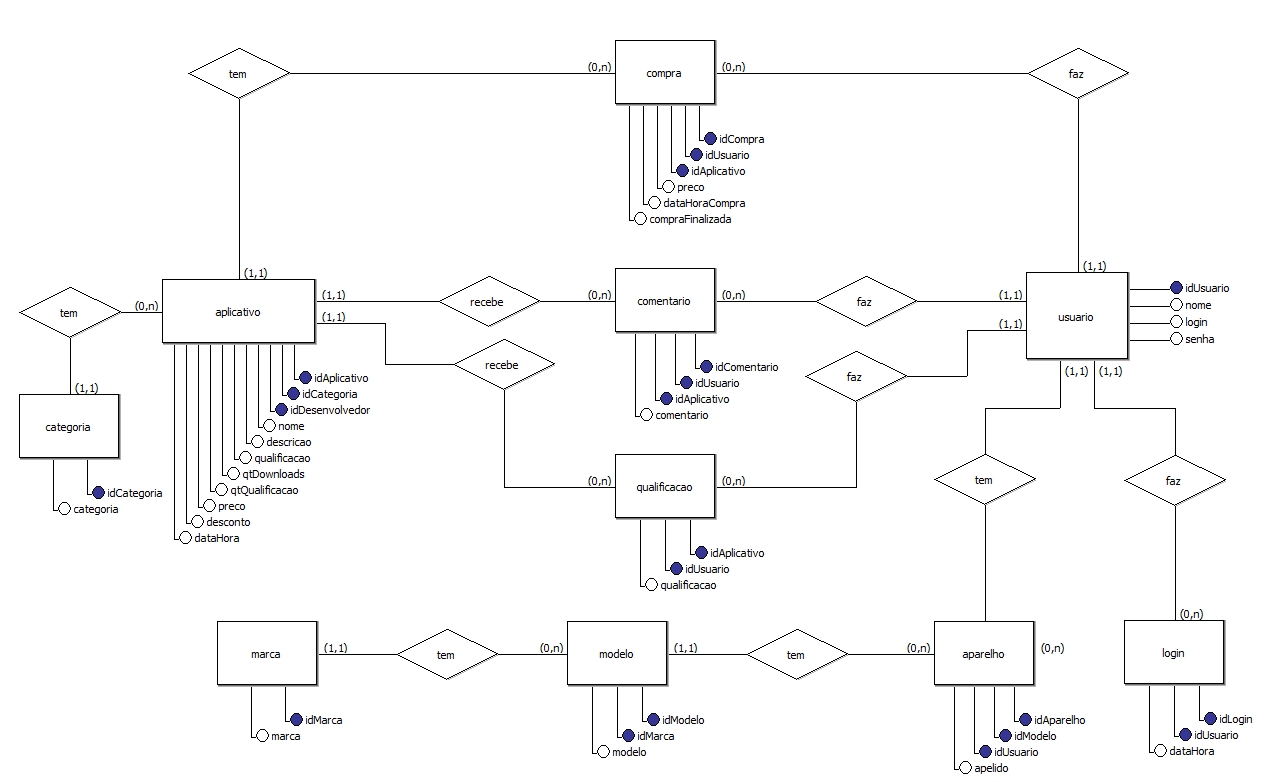 tem
(0,n)
compra
(0,n)
faz
idCompra
idUsuario
idAplicativo
preco
dataHoraCompra
compraFinalizada
(1,1)
(1,1)
tem
(0,n)
aplicativo
(1,1)
recebe
(0,n)
comentario
(0,n)
faz
(1,1)
usuario
idUsuario
nome
login
senha
(1,1)
recebe
faz
(1,1)
(1,1)
(1,1)
(1,1)
categoria
idCategoria
categoria
idAplicativo
idCategoria
idDesenvolvedor
nome
descricao
qualificacao
qtDownloads
qtQualificacao
preco
desconto
dataHora
idComentario
idUsuario
idAplicativo
comentario
(0,n)
qualificacao
(0,n)
idAplicativo
idUsuario
qualificacao
tem
faz
marca
(1,1)
tem
(0,n)
modelo
(1,1)
tem
(0,n)
aparelho
(0,n)
(0,n)
login
idMarca
marca
idModelo
idMarca
modelo
idAparelho
idModelo
idUsuario
apelido
idLogin
idUsuario
dataHora